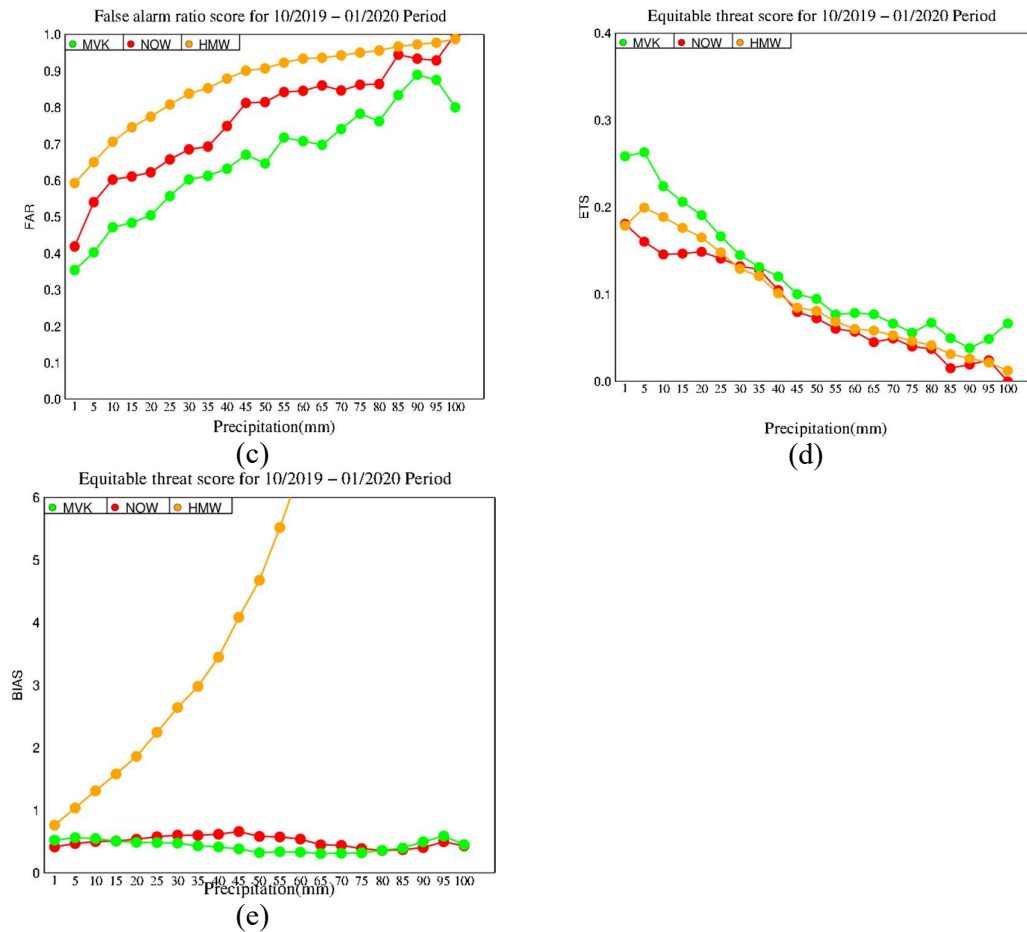 False alarm ratio score for 10/2019 − 01/2020 Period
MVK NOW HMW
1.0
0.9
0.8
0.7
0.6
0.5
0.4
0.3
0.2
0.1
0.0
FAR
1 5 10 15 20 25 30 35 40 45 50 55 60 65 70 75 80 85 90 95 100
Precipitation(mm)
(c)
Equitable threat score for 10/2019 − 01/2020 Period
MVK NOW HMW
0.4
0.3
0.2
0.1
0.0
ETS
1 5 10 15 20 25 30 35 40 45 50 55 60 65 70 75 80 85 90 95 100
Precipitation(mm)
(d)
Equitable threat score for 10/2019 − 01/2020 Period
MVK NOW HMW
6
5
4
3
2
1
0
BIAS
1 5 10 15 20 25 30 35 40 45 50 55 60 65 70 75 80 85 90 95 100
Precipitation(mm)
(e)